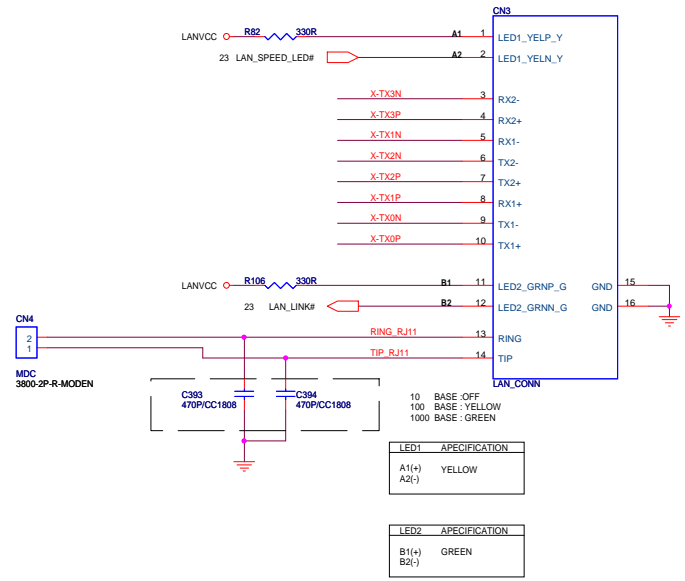 CN3
LANVCC R82 330R A1 1 LED1_YELP_Y
23 LAN_SPEED_LED# A2 2 LED1_YELN_Y
X-TX3N 3 RX2-
X-TX3P 4 RX2+
X-TX1N 5 RX1-
X-TX2N 6 TX2-
X-TX2P 7 TX2+
X-TX1P 8 RX1+
X-TX0N 9 TX1-
X-TX0P 10 TX1+
LANVCC R106 330R B1 11 LED2_GRNP_G GND 15
23 LAN_LINK# B2 12 LED2_GRNN_G GND 16
CN4
2 RING_RJ11 13 RING
1 TIP_RJ11 14 TIP
MDC
3800-2P-R-MODEN
LAN_CONN
C393
470P/CC1808
C394
470P/CC1808
10 BASE :OFF
100 BASE : YELLOW
1000 BASE : GREEN
LED1 APECIFICATION
A1(+) YELLOW
A2(-)
LED2 APECIFICATION
B1(+) GREEN
B2(-)